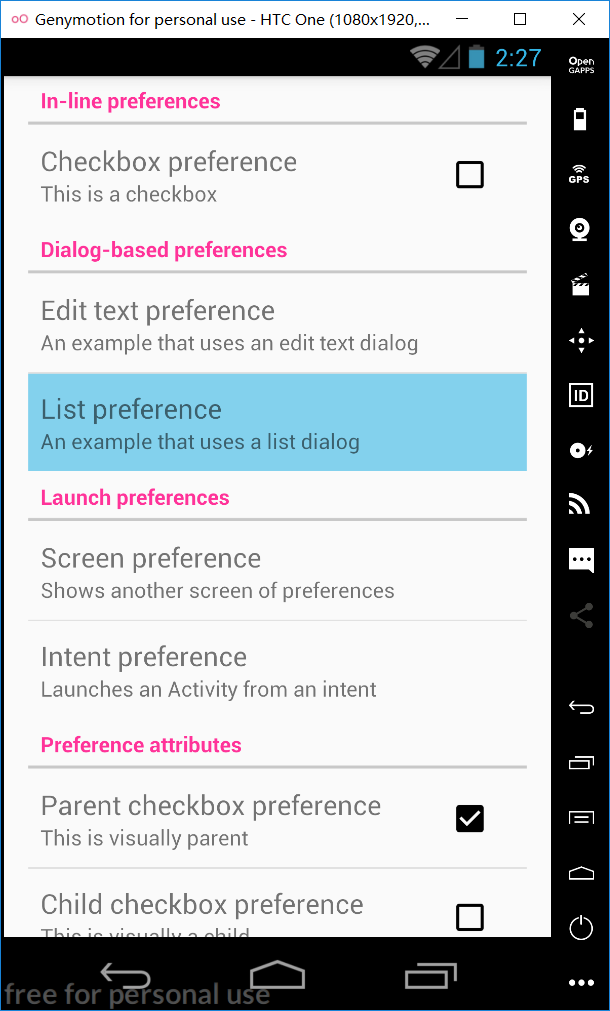 Genymotion for personal use - HTC One (1080x1920,...
2:27
Open
GAPPS
In-line preferences
Checkbox preference
This is a checkbox
GPS
Dialog-based preferences
Edit text preference
An example that uses an edit text dialog
List preference
An example that uses a list dialog
ID
Launch preferences
Screen preference
Shows another screen of preferences
Intent preference
Launches an Activity from an intent
Preference attributes
Parent checkbox preference
This is visually parent
Child checkbox preference
This is visually a child
free for personal use